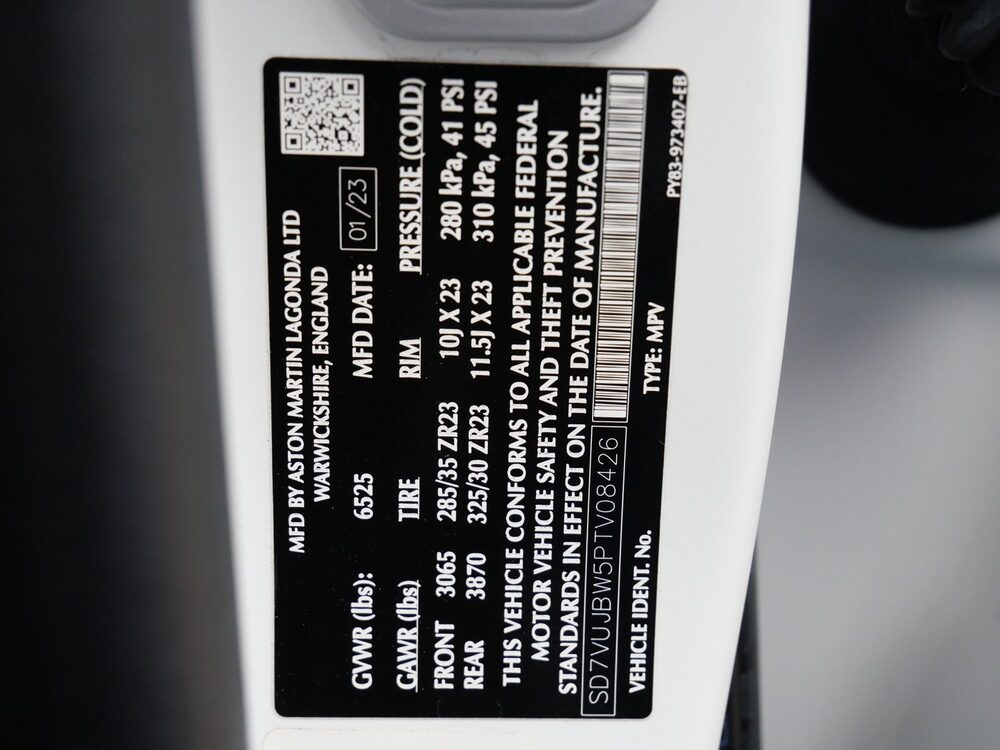 MFD BY ASTON MARTIN LAGONDA LTD
WARWICKSHIRE, ENGLAND
GVWR (lbs): 6525 MFD DATE: 01/23
GAWR (lbs) TIRE RIM PRESSURE (COLD)
FRONT 3065 285/35 ZR23 10J X 23 280 kPa, 41 PSI
REAR 3870 325/30 ZR23 11.5J X 23 310 kPa, 45 PSI
THIS VEHICLE CONFORMS TO ALL APPLICABLE FEDERAL
MOTOR VEHICLE SAFETY AND THEFT PREVENTION
STANDARDS IN EFFECT ON THE DATE OF MANUFACTURE.
SD7VUJBW5PTV08426
VEHICLE IDENT. No. TYPE: MPV
PY83-973407-EB